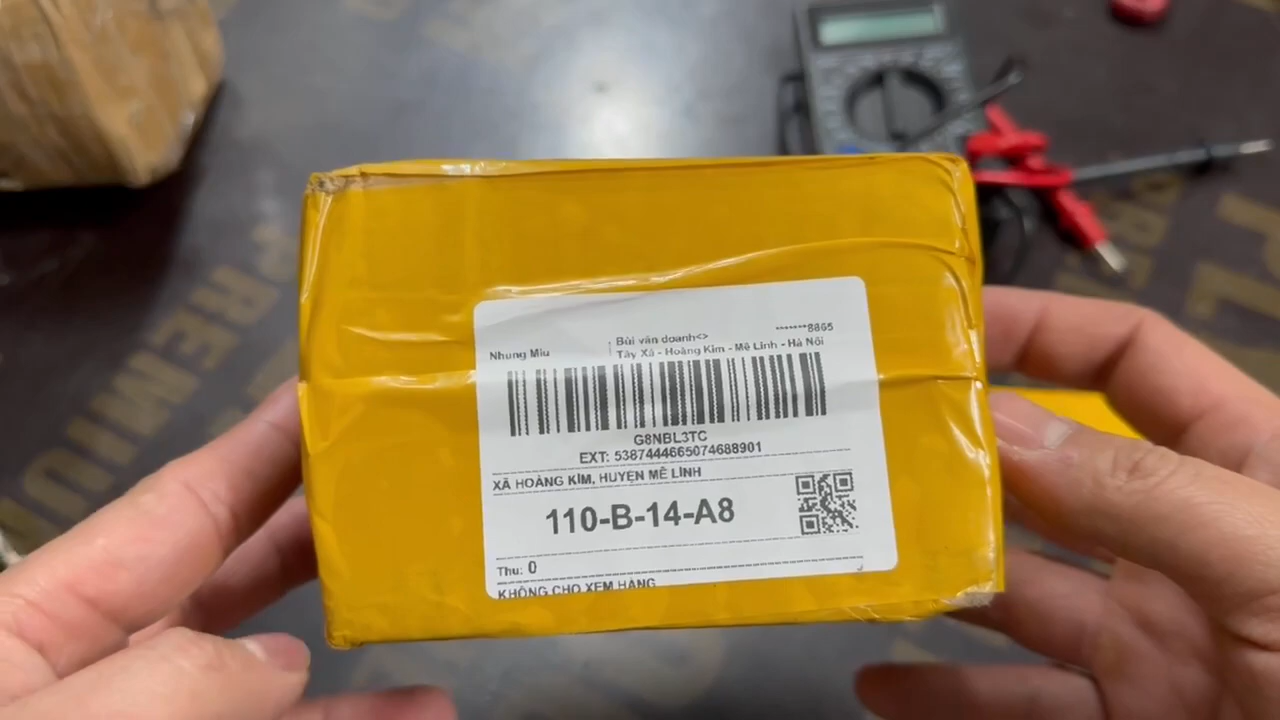 Nhung Miu
Bùi văn doanh<>
*******8865
Tây Xá - Hoàng Kim - Mê Linh - Hà Nội
G8NBL3TC
EXT: 5387444665074688901
XÃ HOÀNG KIM, HUYỆN MÊ LINH
110-B-14-A8
Thu: 0
KHÔNG CHO XEM HÀNG
PREMIUM